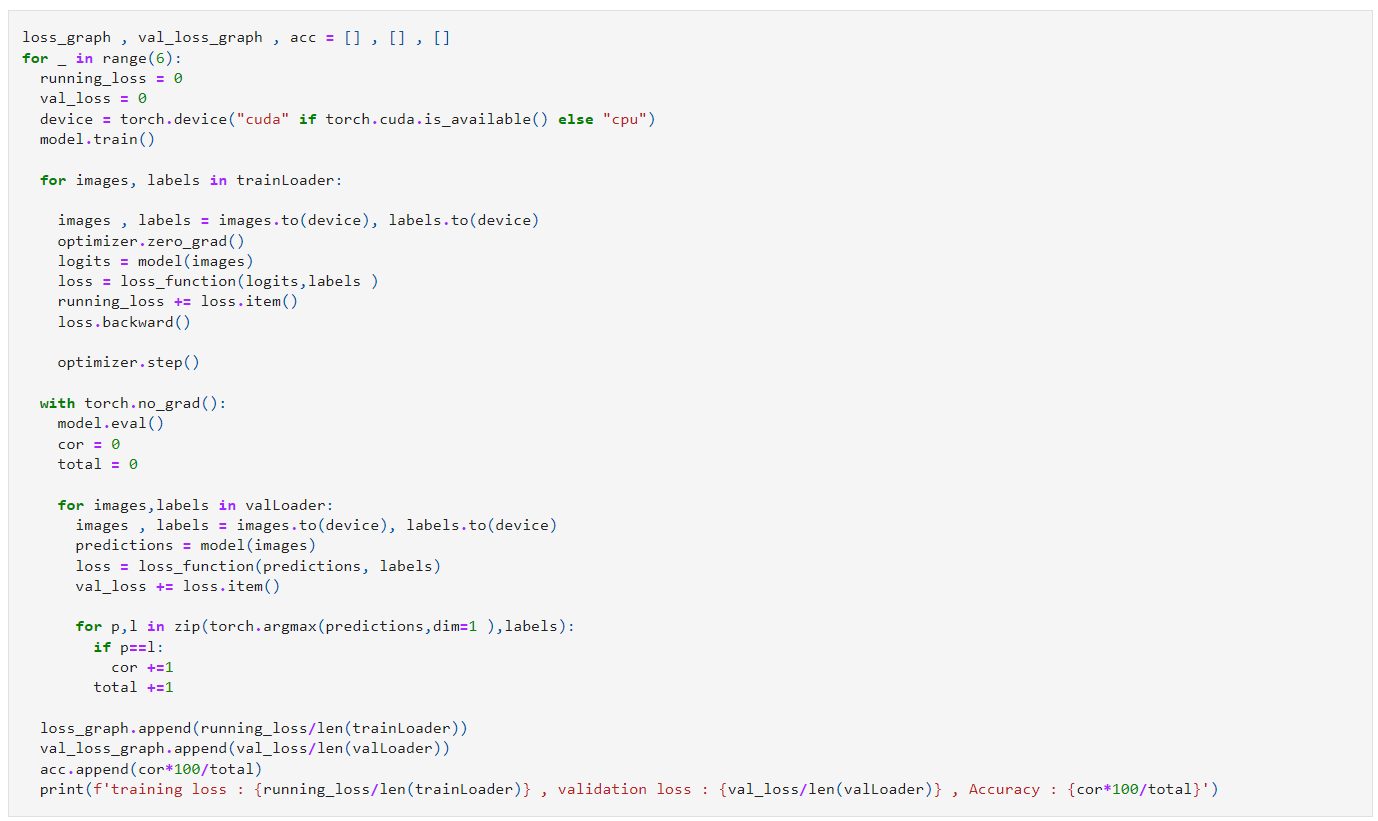 loss_graph , val_loss_graph , acc = [] , [] , []
for _ in range(6):
  running_loss = 0
  val_loss = 0
  device = torch.device("cuda" if torch.cuda.is_available() else "cpu")
  model.train()

  for images, labels in trainLoader:

    images , labels = images.to(device), labels.to(device)
    optimizer.zero_grad()
    logits = model(images)
    loss = loss_function(logits,labels )
    running_loss += loss.item()
    loss.backward()

    optimizer.step()

  with torch.no_grad():
    model.eval()
    cor = 0
    total = 0

    for images,labels in valLoader:
      images , labels = images.to(device), labels.to(device)
      predictions = model(images)
      loss = loss_function(predictions, labels)
      val_loss += loss.item()

      for p,l in zip(torch.argmax(predictions,dim=1 ),labels):
        if p==l:
          cor +=1
        total +=1

  loss_graph.append(running_loss/len(trainLoader))
  val_loss_graph.append(val_loss/len(valLoader))
  acc.append(cor*100/total)
  print(f'training loss : {running_loss/len(trainLoader)} , validation loss : {val_loss/len(valLoader)} , Accuracy : {cor*100/total}')